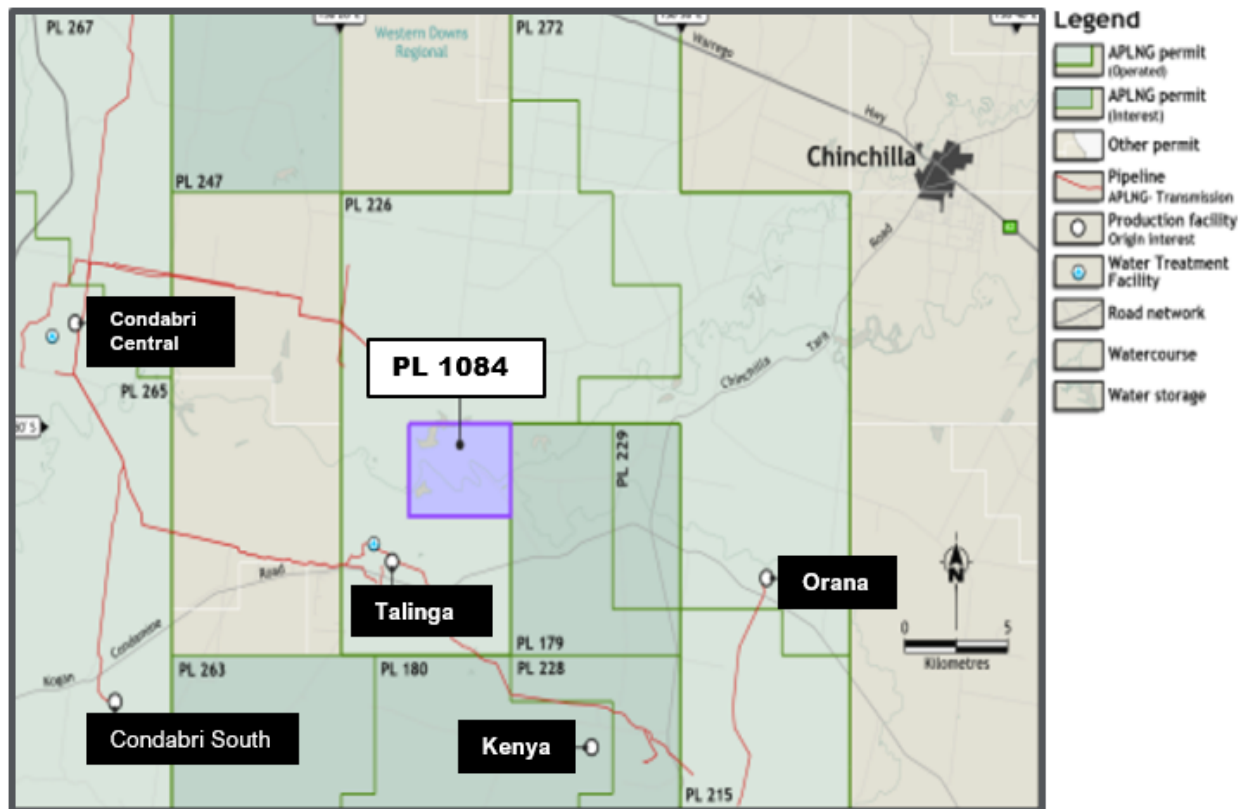 PL 267
Western Downs
Regional
PL 272
Warrego
Hwy
Chinchilla
PL 247
PL 226
Road
Condabri
Central
PL 1084
PL 265
Chinchilla
Tara
PL 229
Road
Talinga
Orana
PL 179
PL 263
PL 180
PL 228
Kogan
Condamine
Condabri South
Kenya
PL 215
N
0 5
Kilometres
Legend
APLNG permit
(Operated)
APLNG permit
(Interest)
Other permit
Pipeline
APLNG- Transmission
Production facility
Origin interest
Water Treatment
Facility
Road network
Watercourse
Water storage